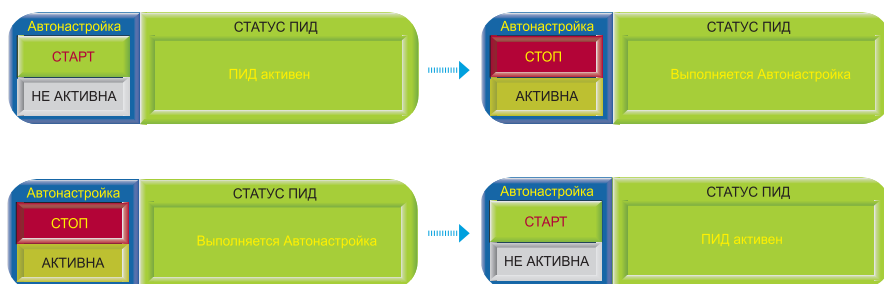 Автонастройка
СТАРТ
НЕ АКТИВНА
СТАТУС ПИД
ПИД активен
Автонастройка
СТОП
АКТИВНА
СТАТУС ПИД
Выполняется Автонастройка
Автонастройка
СТОП
АКТИВНА
СТАТУС ПИД
Выполняется Автонастройка
Автонастройка
СТАРТ
НЕ АКТИВНА
СТАТУС ПИД
ПИД активен